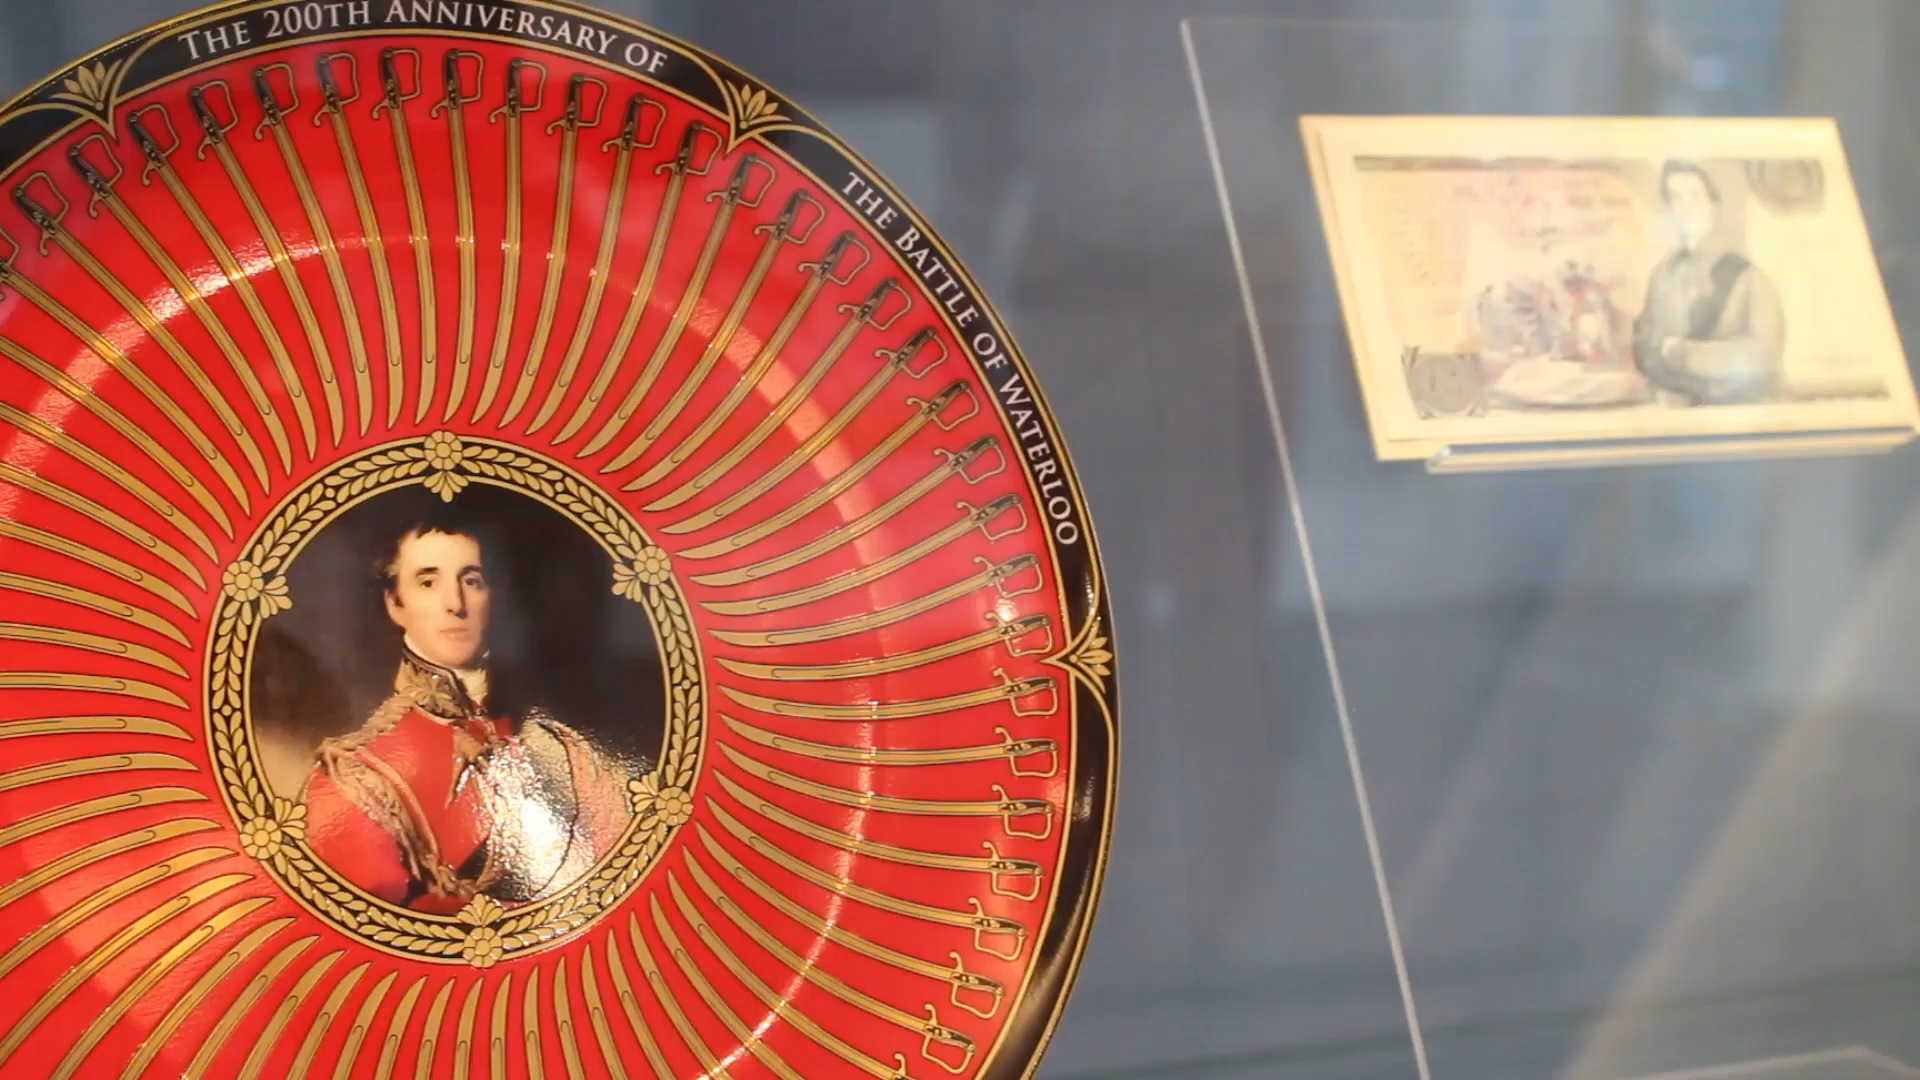 THE 200TH ANNIVERSARY OF
THE BATTLE OF WATERLOO